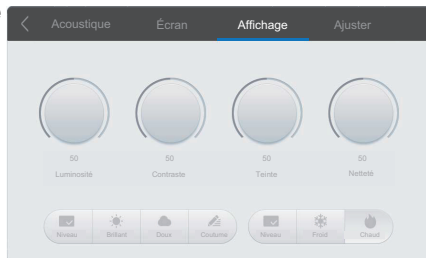 Acoustique Écran Affichage Ajuster
50 50 50 50
Luminosité Contraste Teinte Netteté
Niveau Brillant Doux Coutume Niveau Froid Chaud